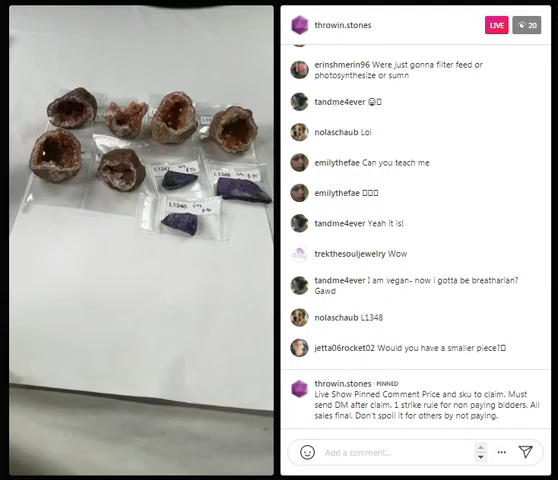 throwin.stones
LIVE
20
erinshmerin96 Were just gonna filter feed or
photosynthesize or sumn
tandme4ever
nolaschaub Lol
emilythefae Can you teach me
emilythefae
tandme4ever Yeah it is!
trekthesouljewelry Wow
tandme4ever I am vegan- now i gotta be breatharian?
Gawd
nolaschaub L1348
jetta06rocket02 Would you have a smaller piece?
throwin.stones · PINNED
Live Show Pinned Comment Price and sku to claim. Must
send DM after claim. 1 strike rule for non paying bidders. All
sales final. Don't spoil it for others by not paying.
Add a comment...
L1347
L1348